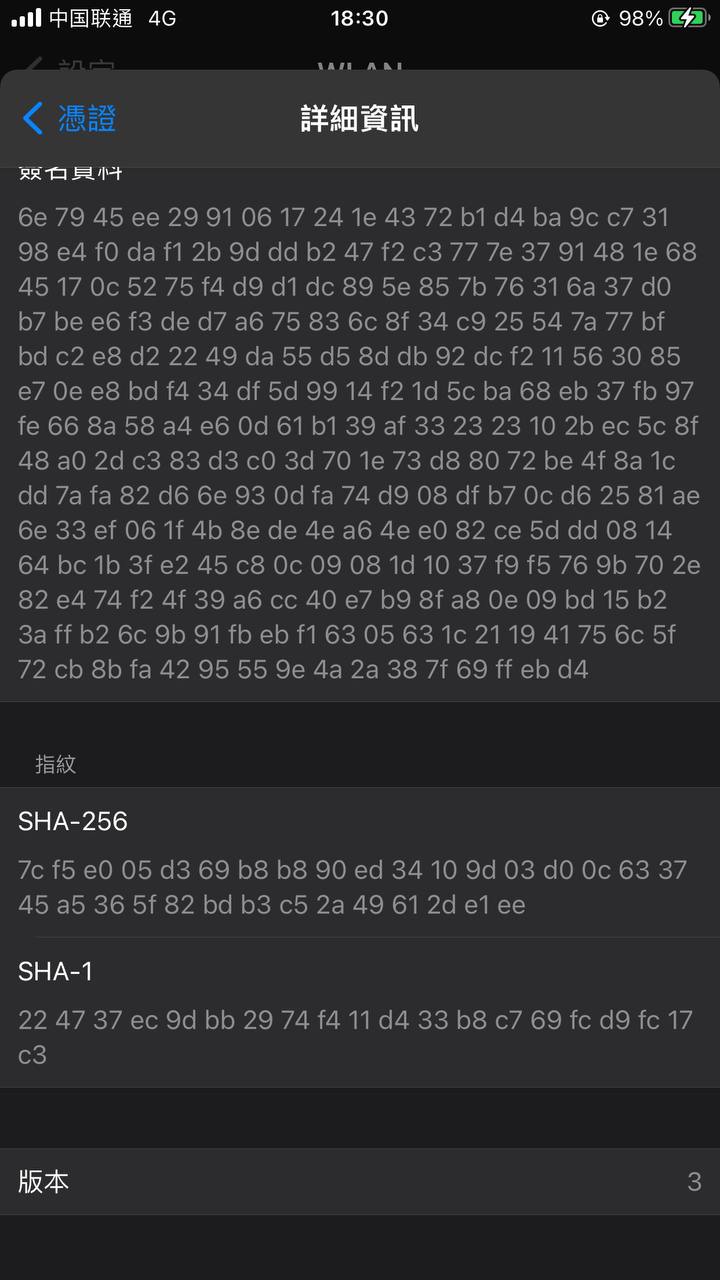 中国联通 4G 18:30 98%
設定 WLAN
憑證 詳細資訊
簽名資料
6e 79 45 ee 29 91 06 17 24 1e 43 72 b1 d4 ba 9c c7 31
98 e4 f0 da f1 2b 9d dd b2 47 f2 c3 77 7e 37 91 48 1e 68
45 17 0c 52 75 f4 d9 d1 dc 89 5e 85 7b 76 31 6a 37 d0
b7 be e6 f3 de d7 a6 75 83 6c 8f 34 c9 25 54 7a 77 bf
bd c2 e8 d2 22 49 da 55 d5 8d db 92 dc f2 11 56 30 85
e7 0e e8 bd f4 34 df 5d 99 14 f2 1d 5c ba 68 eb 37 fb 97
fe 66 8a 58 a4 e6 0d 61 b1 39 af 33 23 23 10 2b ec 5c 8f
48 a0 2d c3 83 d3 c0 3d 70 1e 73 d8 80 72 be 4f 8a 1c
dd 7a fa 82 d6 6e 93 0d fa 74 d9 08 df b7 0c d6 25 81 ae
6e 33 ef 06 1f 4b 8e de 4e a6 4e e0 82 ce 5d dd 08 14
64 bc 1b 3f e2 45 c8 0c 09 08 1d 10 37 f9 f5 76 9b 70 2e
82 e4 74 f2 4f 39 a6 cc 40 e7 b9 8f a8 0e 09 bd 15 b2
3a ff b2 6c 9b 91 fb eb f1 63 05 63 1c 21 19 41 75 6c 5f
72 cb 8b fa 42 95 55 9e 4a 2a 38 7f 69 ff eb d4
指紋
SHA-256
7c f5 e0 05 d3 69 b8 b8 90 ed 34 10 9d 03 d0 0c 63 37
45 a5 36 5f 82 bd b3 c5 2a 49 61 2d e1 ee
SHA-1
22 47 37 ec 9d bb 29 74 f4 11 d4 33 b8 c7 69 fc d9 fc 17
c3
版本 3